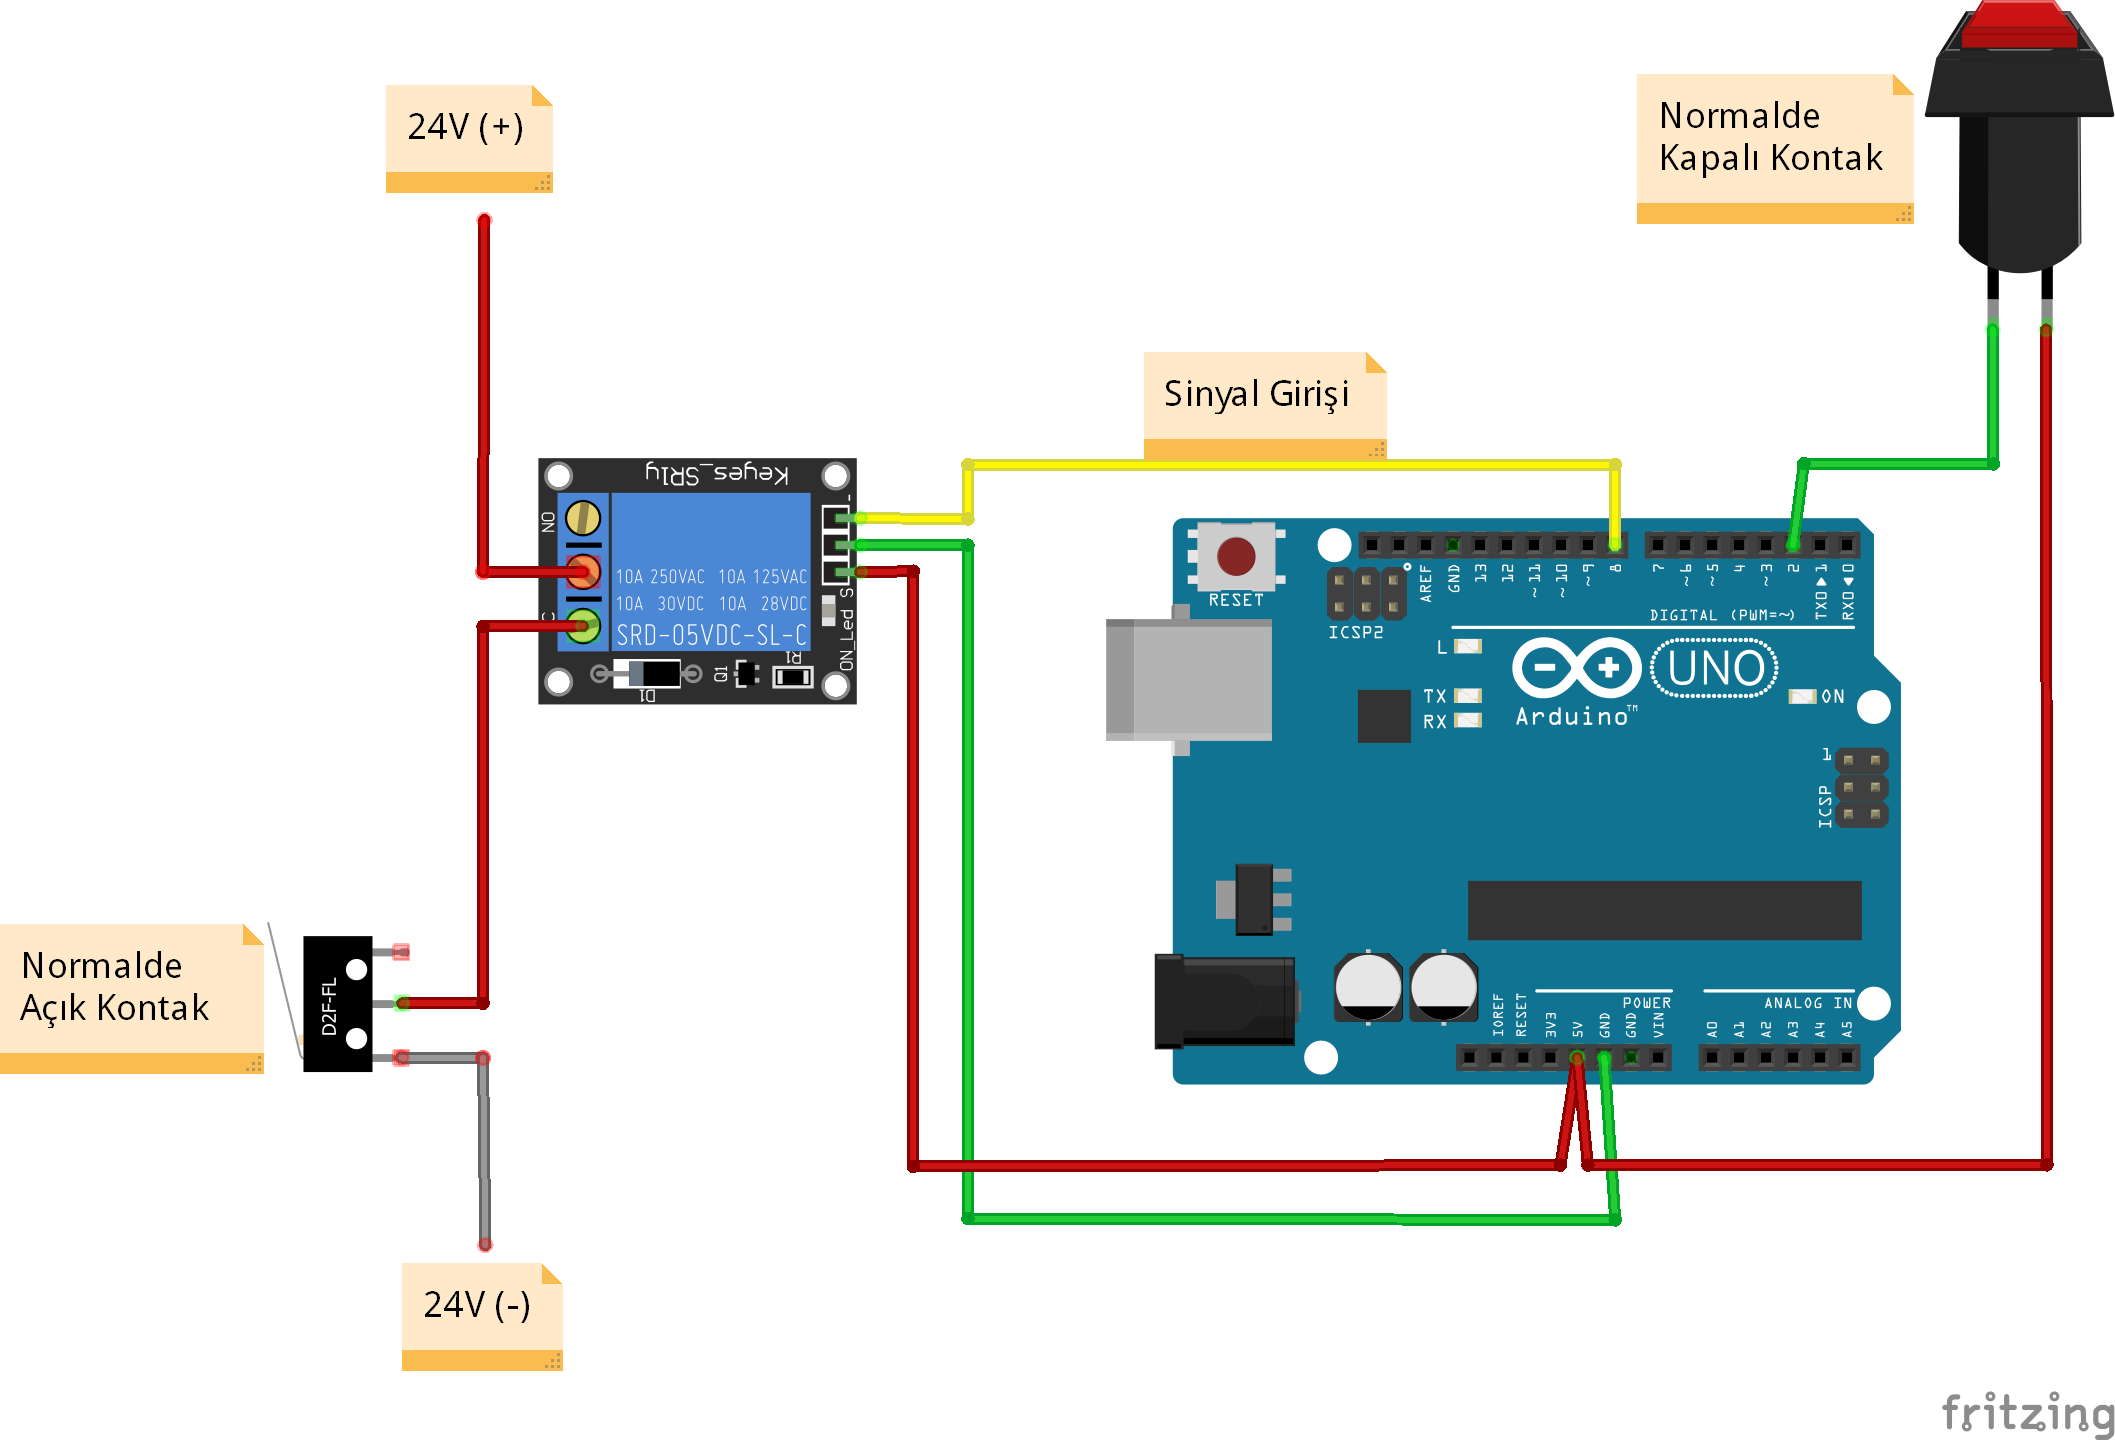 24V (+)
Normalde
Kapalı Kontak
Sinyal Girişi
Keyes_SR1y
NO
C
-
S
10A 250VAC 10A 125VAC
10A 30VDC 10A 28VDC
SRD-05VDC-SL-C
ON_Led
D1
Q1
R1
RESET
ICSP2
AREF
GND
13
12
~11
~10
~9
8
7
~6
~5
4
~3
2
TX0 1
RX0 0
DIGITAL (PWM=~)
L
TX
RX
Arduino™
UNO
ON
1
ICSP
Normalde
Açık Kontak
D2F-FL
IOREF
RESET
3V3
5V
GND
GND
VIN
POWER
ANALOG IN
A0
A1
A2
A3
A4
A5
24V (-)
fritzing